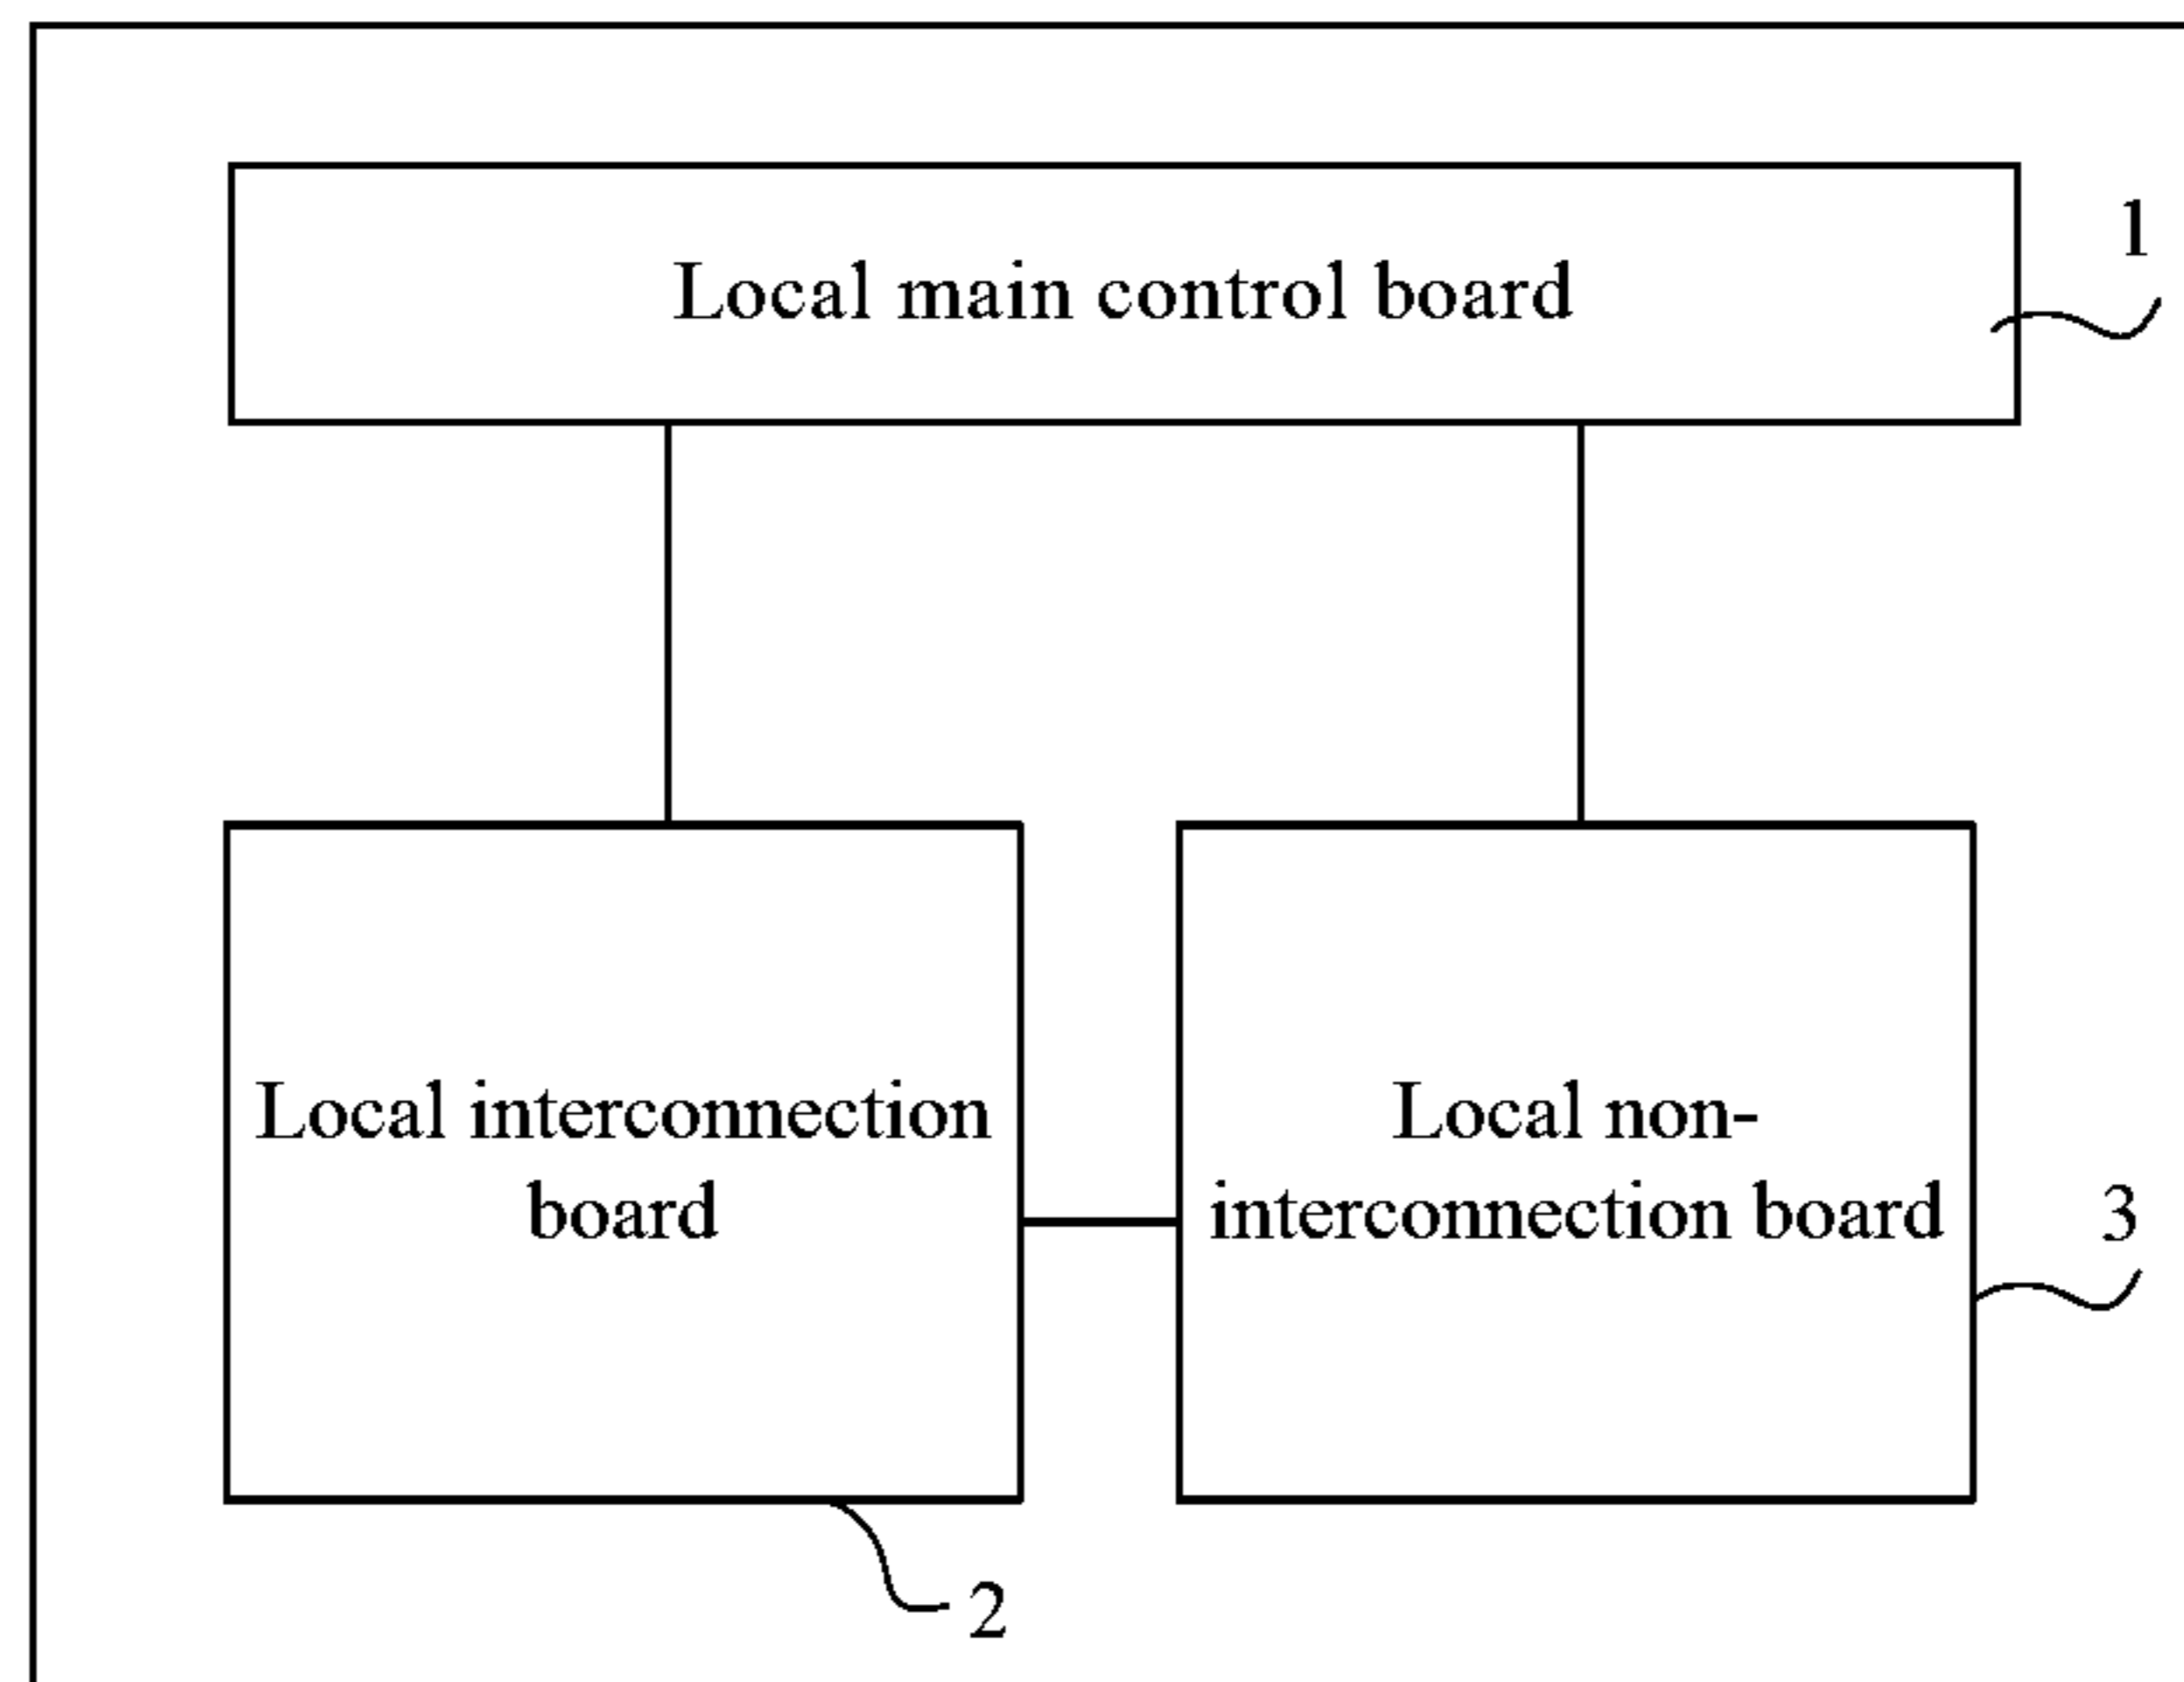 1
Local main control board
Local interconnection
board
Local non-
interconnection board
3
2